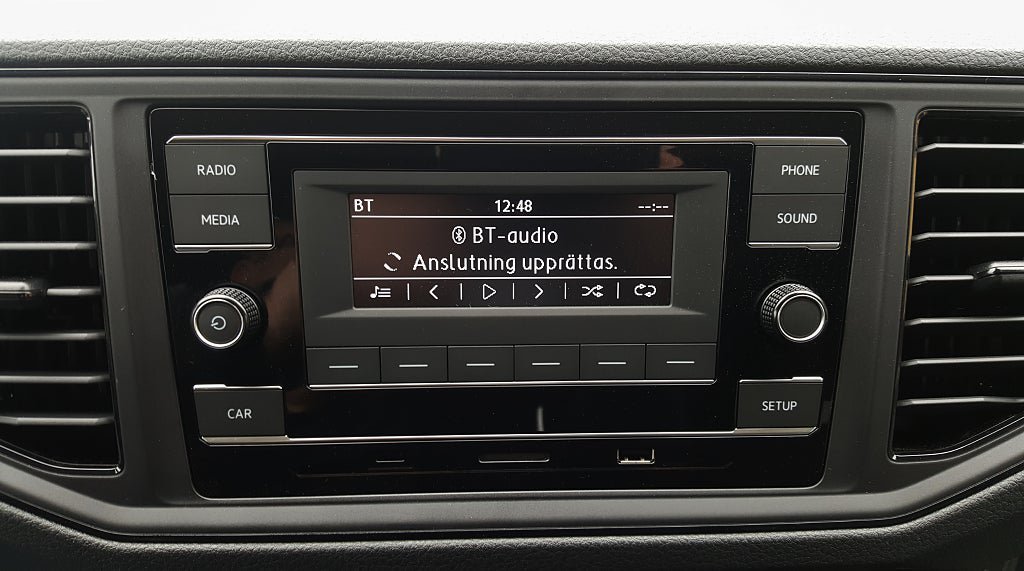 RADIO
MEDIA
PHONE
SOUND
BT 12:48 --:--
BT-audio
Anslutning upprättas.
CAR
SETUP